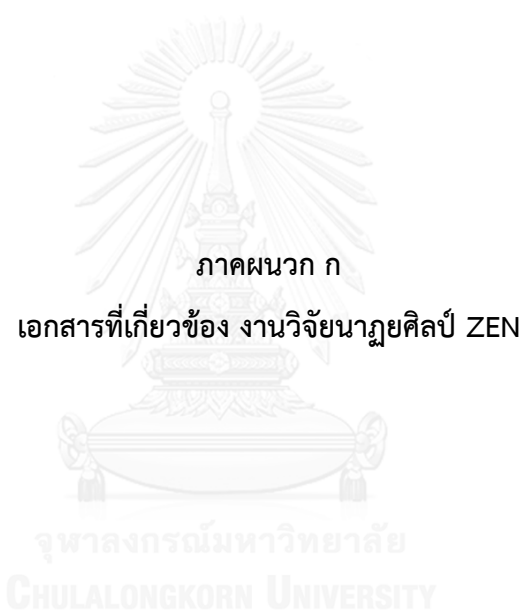 ภาคผนวก ก
เอกสารที่เกี่ยวข้อง งานวิจัยนาฏยศิลป์ ZEN
จุฬาลงกรณ์มหาวิทยาลัย
CHULALONGKORN UNIVERSITY